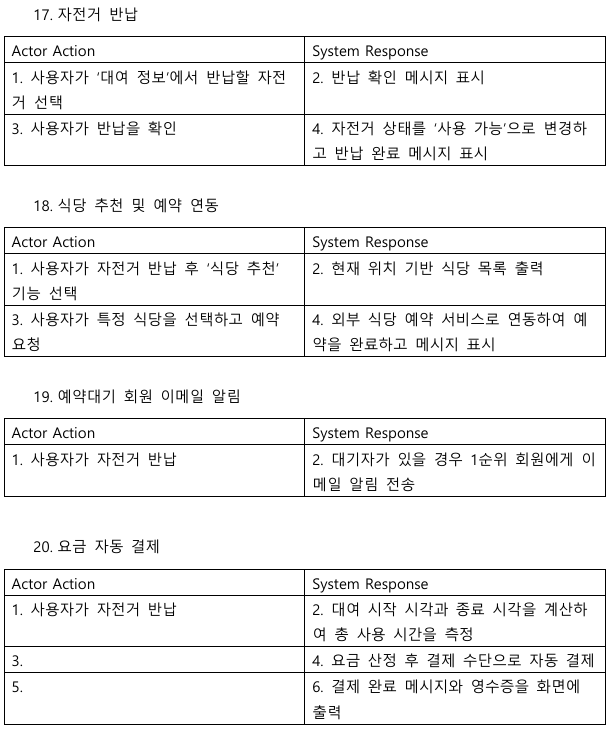 17. 자전거 반납
Actor Action
System Response
1. 사용자가 ‘대여 정보’에서 반납할 자전
거 선택
2. 반납 확인 메시지 표시
3. 사용자가 반납을 확인
4. 자전거 상태를 ‘사용 가능’으로 변경하
고 반납 완료 메시지 표시
18. 식당 추천 및 예약 연동
Actor Action
System Response
1. 사용자가 자전거 반납 후 ‘식당 추천’
기능 선택
2. 현재 위치 기반 식당 목록 출력
3. 사용자가 특정 식당을 선택하고 예약
요청
4. 외부 식당 예약 서비스로 연동하여 예
약을 완료하고 메시지 표시
19. 예약대기 회원 이메일 알림
Actor Action
System Response
1. 사용자가 자전거 반납
2. 대기자가 있을 경우 1순위 회원에게 이
메일 알림 전송
20. 요금 자동 결제
Actor Action
System Response
1. 사용자가 자전거 반납
2. 대여 시작 시각과 종료 시각을 계산하
여 총 사용 시간을 측정
3.
4. 요금 산정 후 결제 수단으로 자동 결제
5.
6. 결제 완료 메시지와 영수증을 화면에
출력